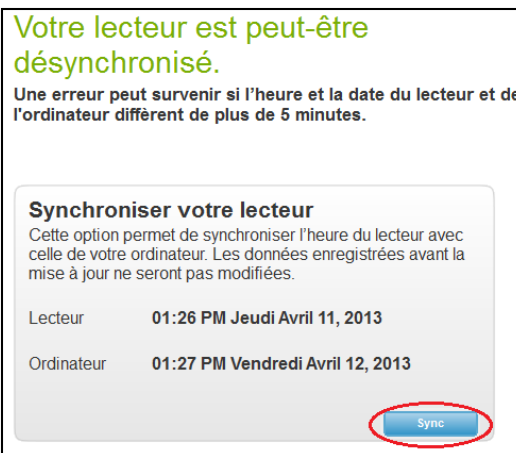 Votre lecteur est peut-être
désynchronisé.
Une erreur peut survenir si l'heure et la date du lecteur et de
l'ordinateur diffèrent de plus de 5 minutes.
Synchroniser votre lecteur
Cette option permet de synchroniser l'heure du lecteur avec
celle de votre ordinateur. Les données enregistrées avant la
mise à jour ne seront pas modifiées.
Lecteur 01:26 PM Jeudi Avril 11, 2013
Ordinateur 01:27 PM Vendredi Avril 12, 2013
Sync